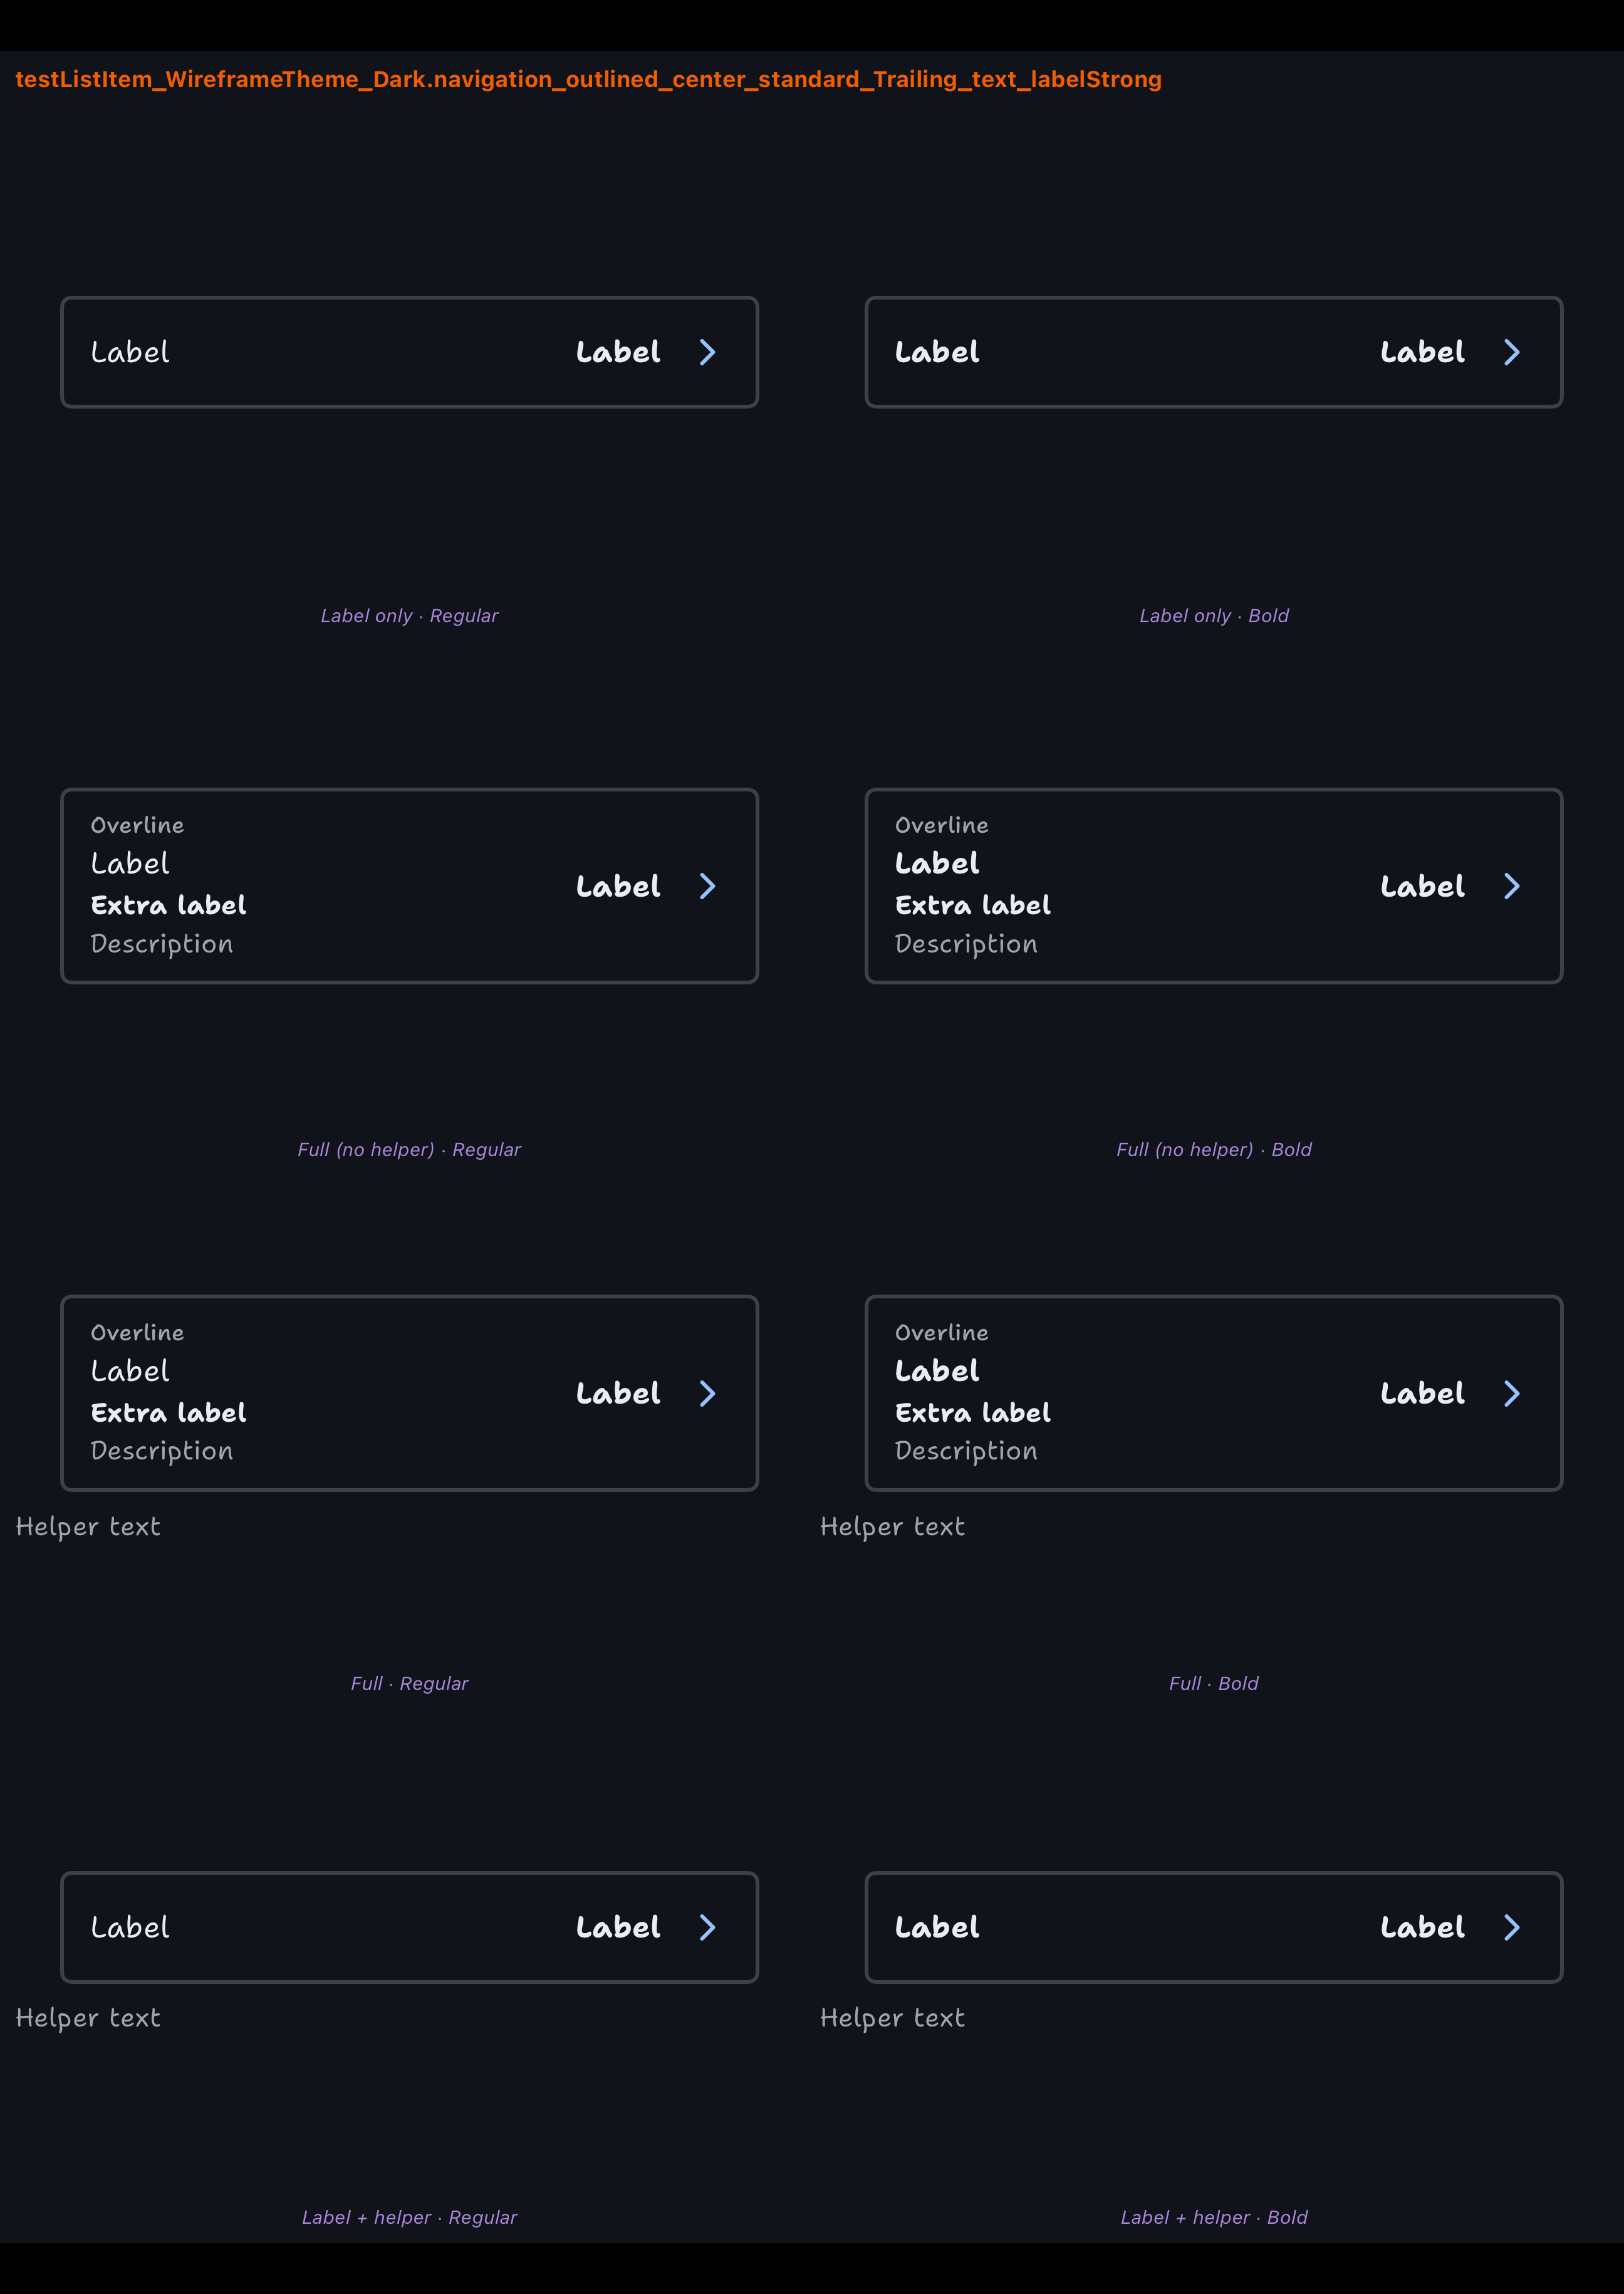 testListItem_WireframeTheme_Dark.navigation_outlined_center_standard_Trailing_text_labelStrong
Label Label
Label Label
Label only · Regular
Label only · Bold
Overline
Label
Extra label
Description
Label
Overline
Label
Extra label
Description
Label
Full (no helper) · Regular
Full (no helper) · Bold
Overline
Label
Extra label
Description
Label
Helper text
Overline
Label
Extra label
Description
Label
Helper text
Full · Regular
Full · Bold
Label Label
Helper text
Label Label
Helper text
Label + helper · Regular
Label + helper · Bold